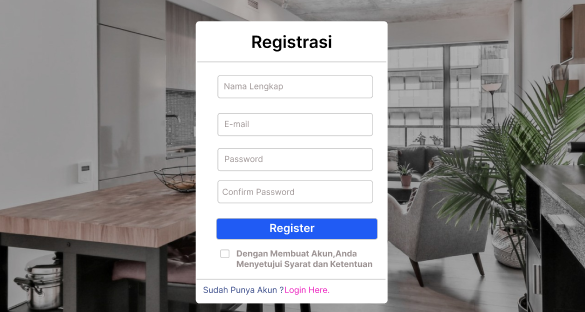 Registrasi
Nama Lengkap
E-mail
Password
Confirm Password
Register
Dengan Membuat Akun,Anda
Menyetujui Syarat dan Ketentuan
Sudah Punya Akun ?Login Here.